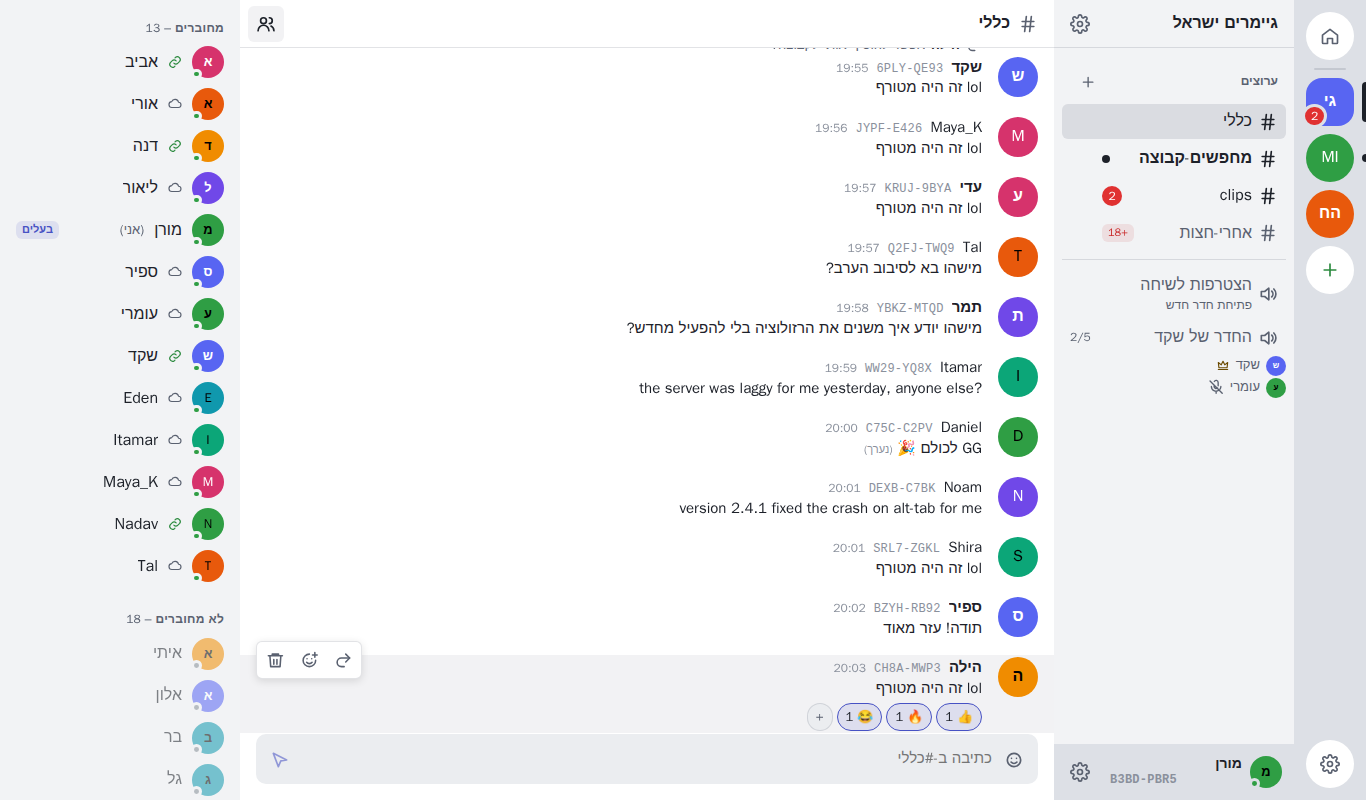 גי
2
MI
הח
גיימרים ישראל
ערוצים
כללי
מחפשים-קבוצה
clips
2
אחרי-חצות
18+
הצטרפות לשיחה
פתיחת חדר חדש
החדר של שקד
2/5
ש שקד
ע עומרי
מ
מורן
B3BD-PBR5
כללי
ש
שקד 6PLY-QE93 19:55
lol זה היה מטורף
M
Maya_K JYPF-E426 19:56
lol זה היה מטורף
ע
עדי KRUJ-9BYA 19:57
lol זה היה מטורף
T
Tal Q2FJ-TWQ9 19:57
מישהו בא לסיבוב הערב?
ת
תמר YBKZ-MTQD 19:58
מישהו יודע איך משנים את הרזולוציה בלי להפעיל מחדש?
I
Itamar WW29-YQ8X 19:59
the server was laggy for me yesterday, anyone else?
D
Daniel C75C-C2PV 20:00
GG לכולם 🎉 (נערך)
N
Noam DEXB-C7BK 20:01
version 2.4.1 fixed the crash on alt-tab for me
S
Shira SRL7-ZGKL 20:01
lol זה היה מטורף
ס
ספיר BZYH-RB92 20:02
תודה! עזר מאוד
ה
הילה CH8A-MWP3 20:03
lol זה היה מטורף
👍 1 🔥 1 😂 1 +
כתיבה ב-#כללי
מחוברים – 13
א אביב
א אורי
ד דנה
ל ליאור
מ מורן (אני) בעלים
ס ספיר
ע עומרי
ש שקד
E Eden
I Itamar
M Maya_K
N Nadav
T Tal
לא מחוברים – 18
א איתי
א אלון
ב בר
ג גל